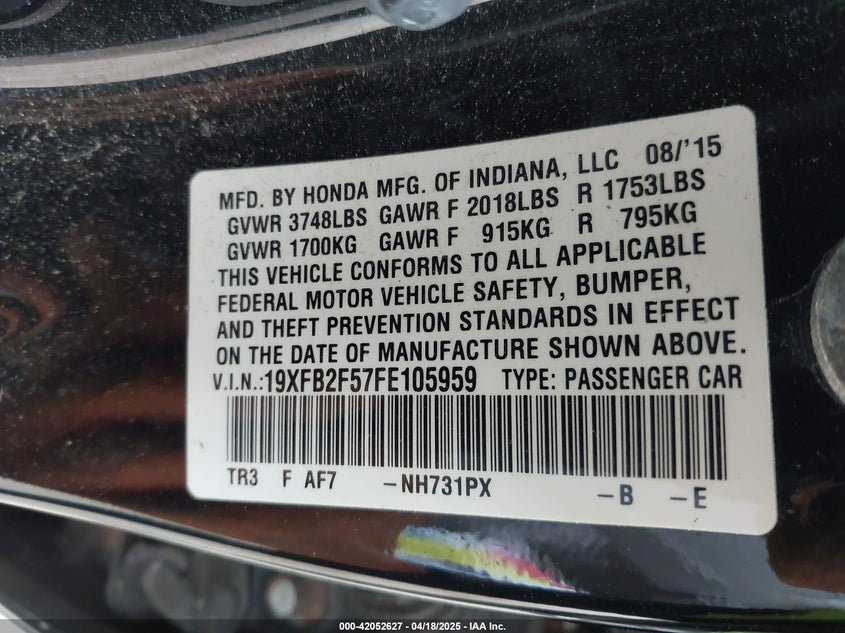 MFD. BY HONDA MFG. OF INDIANA, LLC 08/'15
GVWR 3748LBS GAWR F 2018LBS R 1753LBS
GVWR 1700KG GAWR F 915KG R 795KG
THIS VEHICLE CONFORMS TO ALL APPLICABLE
FEDERAL MOTOR VEHICLE SAFETY, BUMPER,
AND THEFT PREVENTION STANDARDS IN EFFECT
ON THE DATE OF MANUFACTURE SHOWN ABOVE.
V.I.N.:19XFB2F57FE105959 TYPE: PASSENGER CAR
TR3 F AF7 -NH731PX -B -E
000-42052627 - 04/18/2025 - IAA Inc.